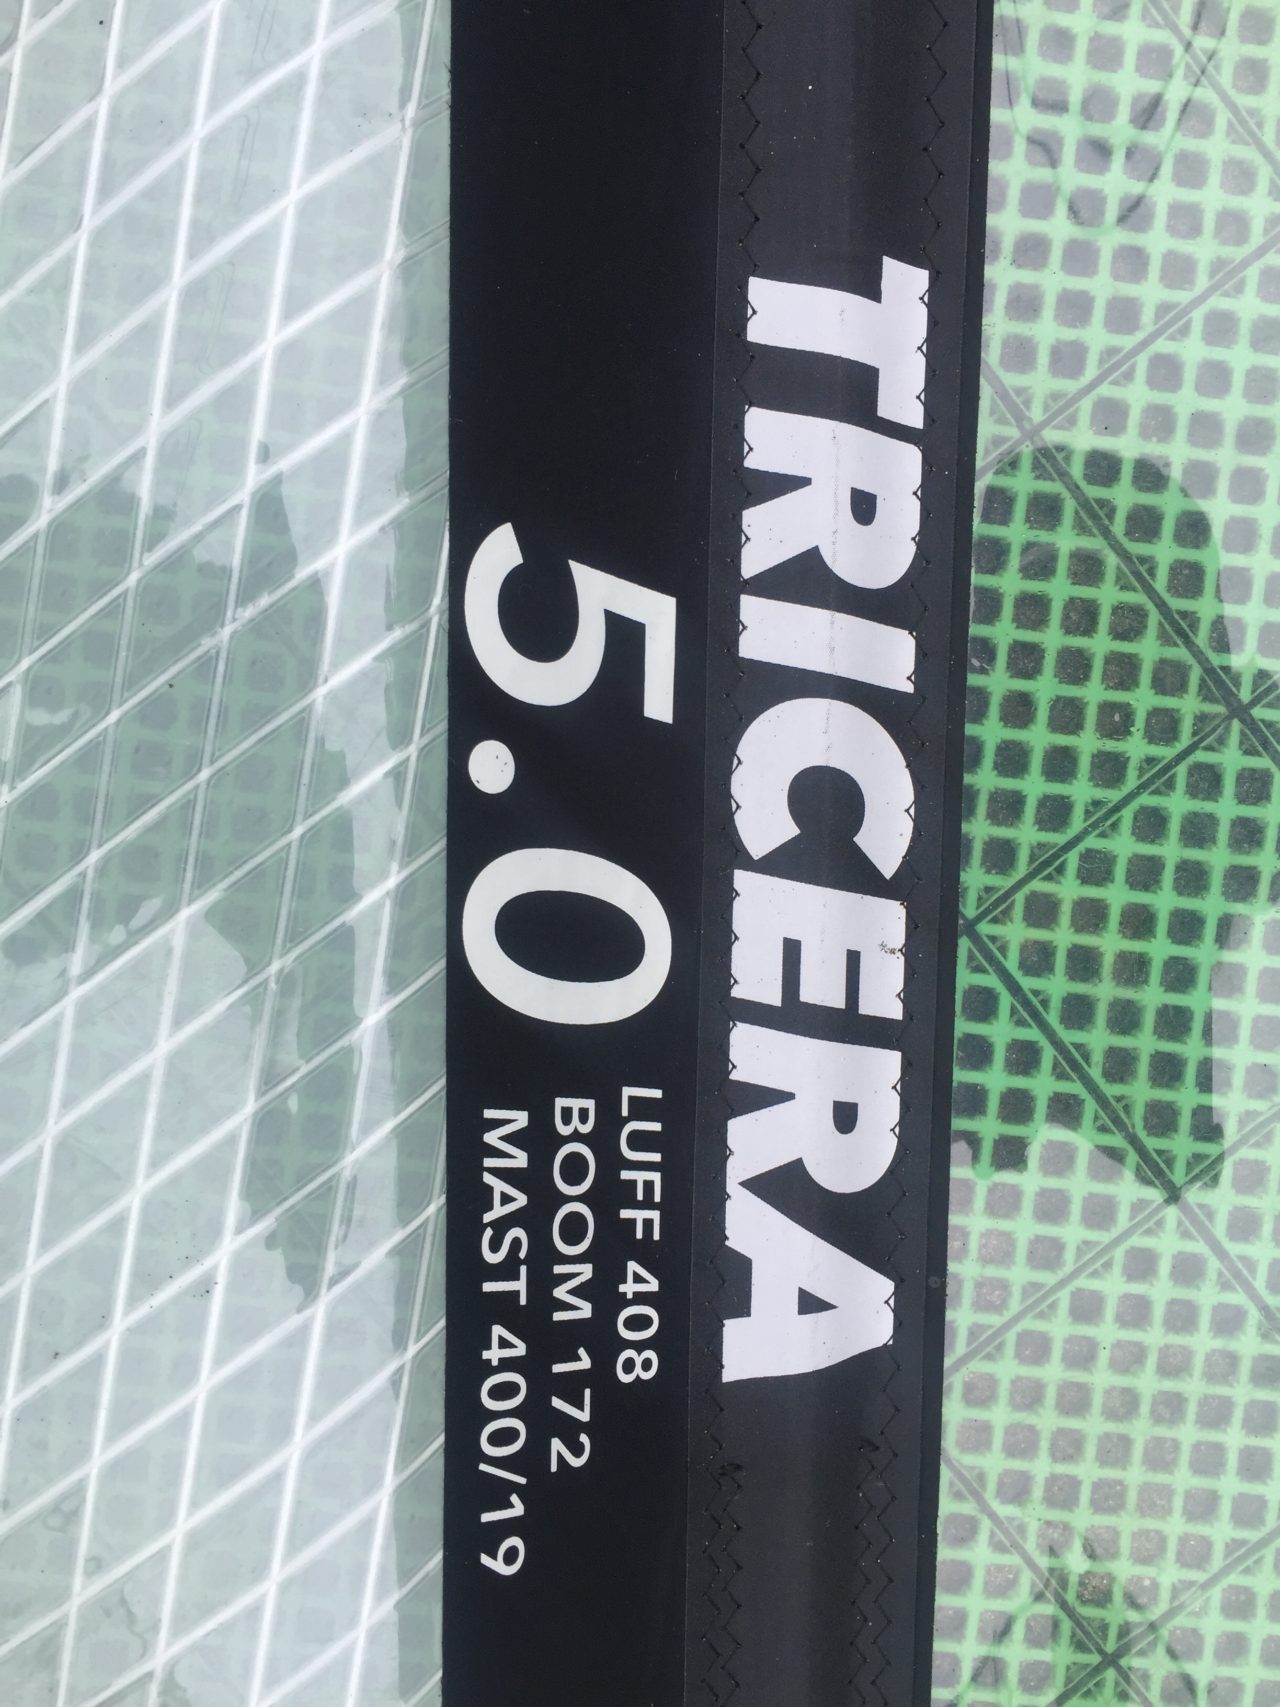 TRICERA
5.0
LUFF 408
BOOM 172
MAST 400/19